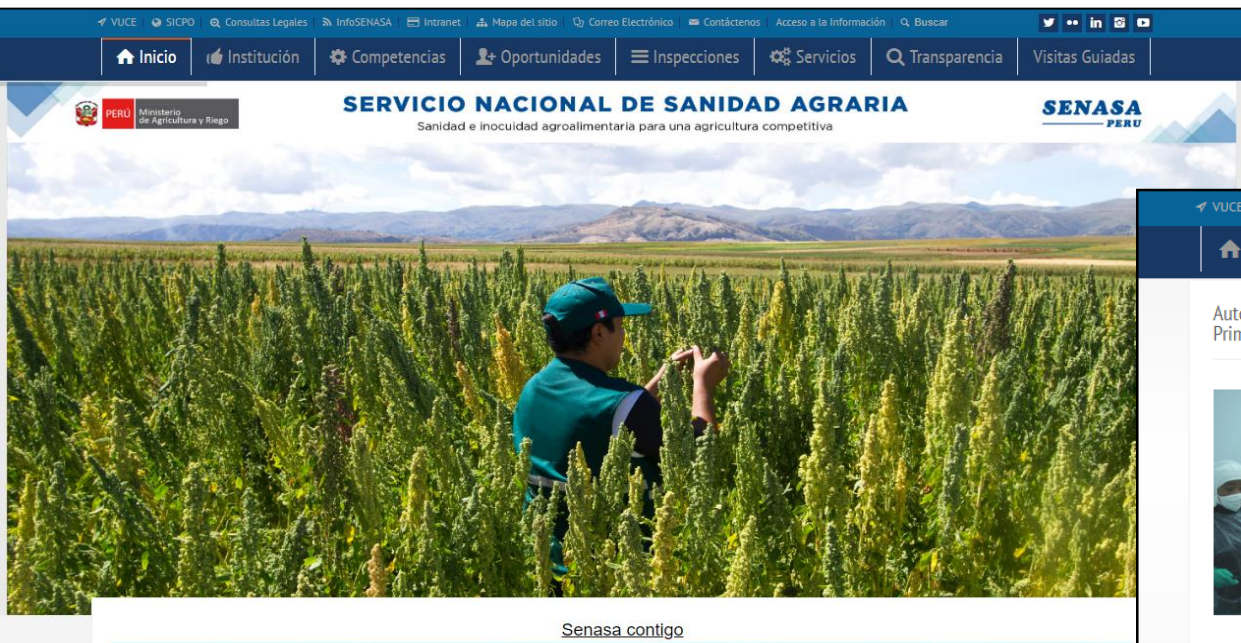 VUCE SICPO Consultas Legales InfoSENASA Intranet Mapa del sitio Correo Electrónico Contáctenos Acceso a la Información Buscar
Inicio Institución Competencias Oportunidades Inspecciones Servicios Transparencia Visitas Guiadas
PERÚ Ministerio
de Agricultura y Riego
SERVICIO NACIONAL DE SANIDAD AGRARIA
Sanidad e inocuidad agroalimentaria para una agricultura competitiva
SENASA
PERU
VUCE
Senasa contigo